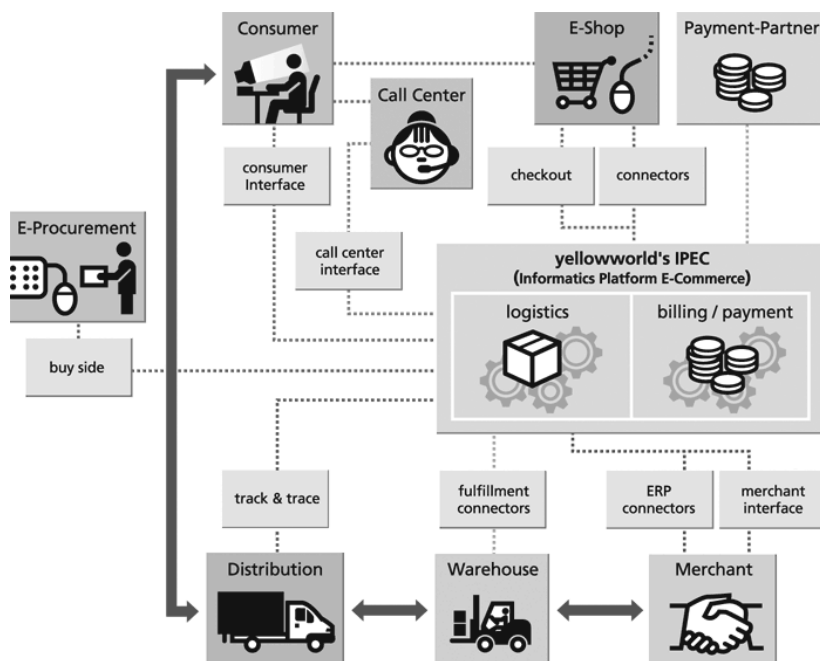 Consumer
E-Shop
Payment-Partner
Call Center
consumer
Interface
checkout
connectors
E-Procurement
call center
interface
yellowworld's IPEC
(Informatics Platform E-Commerce)
logistics
billing / payment
buy side
track & trace
fulfillment
connectors
ERP
connectors
merchant
interface
Distribution
Warehouse
Merchant